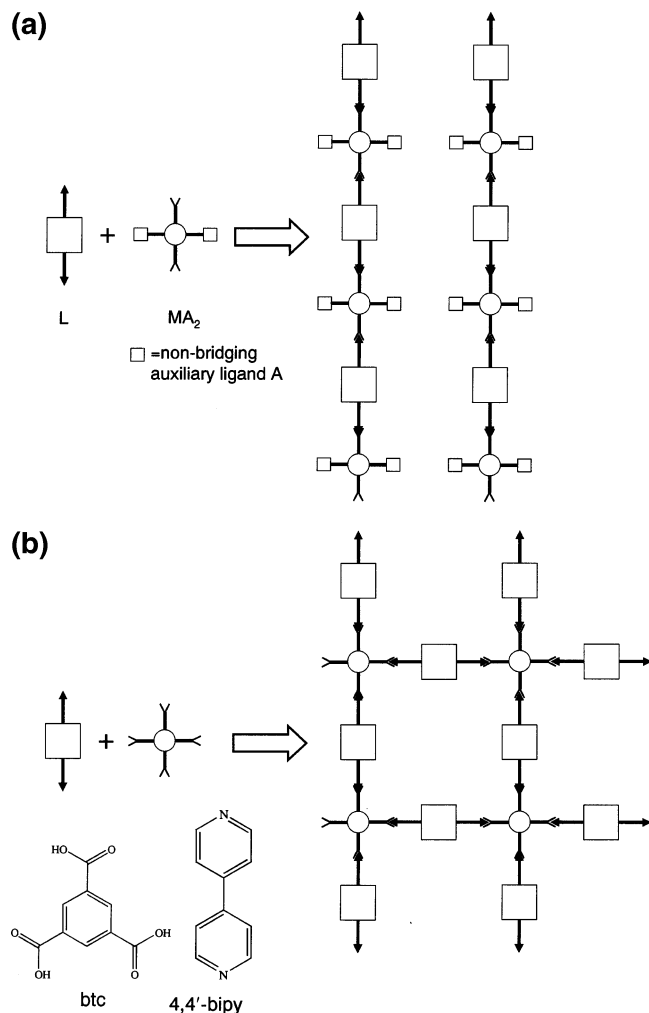 (a)
+
L
MA₂
□ =non-bridging
auxiliary ligand A
(b)
+
HO
O
O
OH
OH
O
btc
N
N
4,4′-bipy